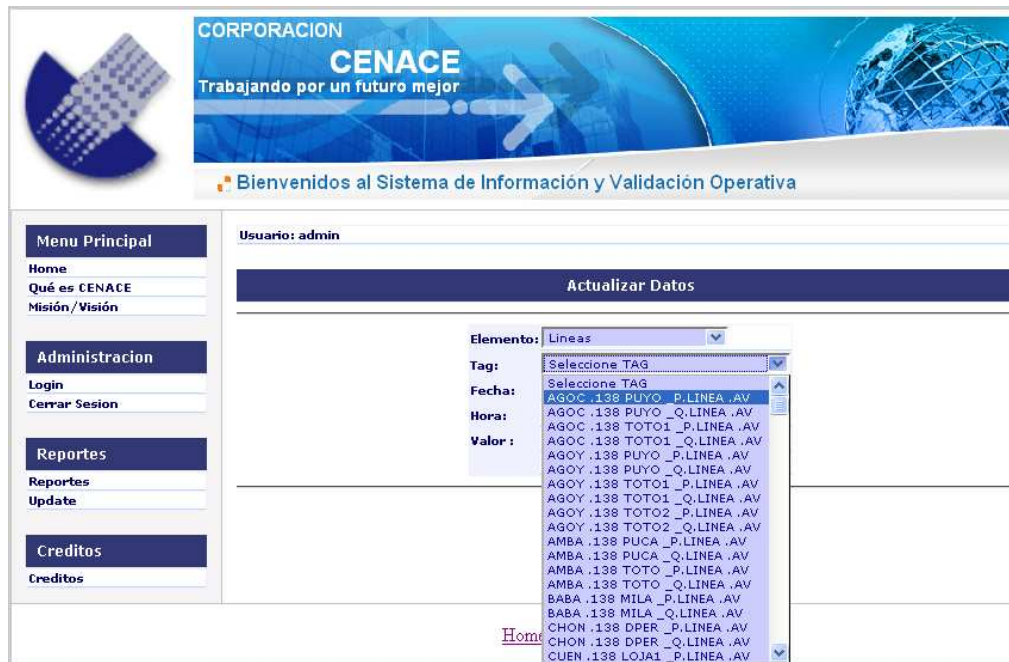 CORPORACION
CENACE
Trabajando por un futuro mejor
Bienvenidos al Sistema de Información y Validación Operativa
Menu Principal
Home
Qué es CENACE
Misión/Visión
Administracion
Login
Cerrar Sesion
Reportes
Reportes
Update
Creditos
Creditos
Usuario: admin
Actualizar Datos
Elemento: Lineas
Tag: Seleccione TAG
Fecha:
Hora:
Valor :
Seleccione TAG
AGOC .138 PUYO _P.LINEA .AV
AGOC .138 PUYO _Q.LINEA .AV
AGOC .138 TOTO1 _P.LINEA .AV
AGOC .138 TOTO1 _Q.LINEA .AV
AGOY .138 PUYO _P.LINEA .AV
AGOY .138 PUYO _Q.LINEA .AV
AGOY .138 TOTO1 _P.LINEA .AV
AGOY .138 TOTO1 _Q.LINEA .AV
AGOY .138 TOTO2 _P.LINEA .AV
AGOY .138 TOTO2 _Q.LINEA .AV
AMBA .138 PUCA _P.LINEA .AV
AMBA .138 PUCA _Q.LINEA .AV
AMBA .138 TOTO _P.LINEA .AV
AMBA .138 TOTO _Q.LINEA .AV
BABA .138 MILA _P.LINEA .AV
BABA .138 MILA _Q.LINEA .AV
CHON .138 DPER _P.LINEA .AV
CHON .138 DPER _Q.LINEA .AV
CUEN .138 LOJA1 _P.LINEA .AV
Home